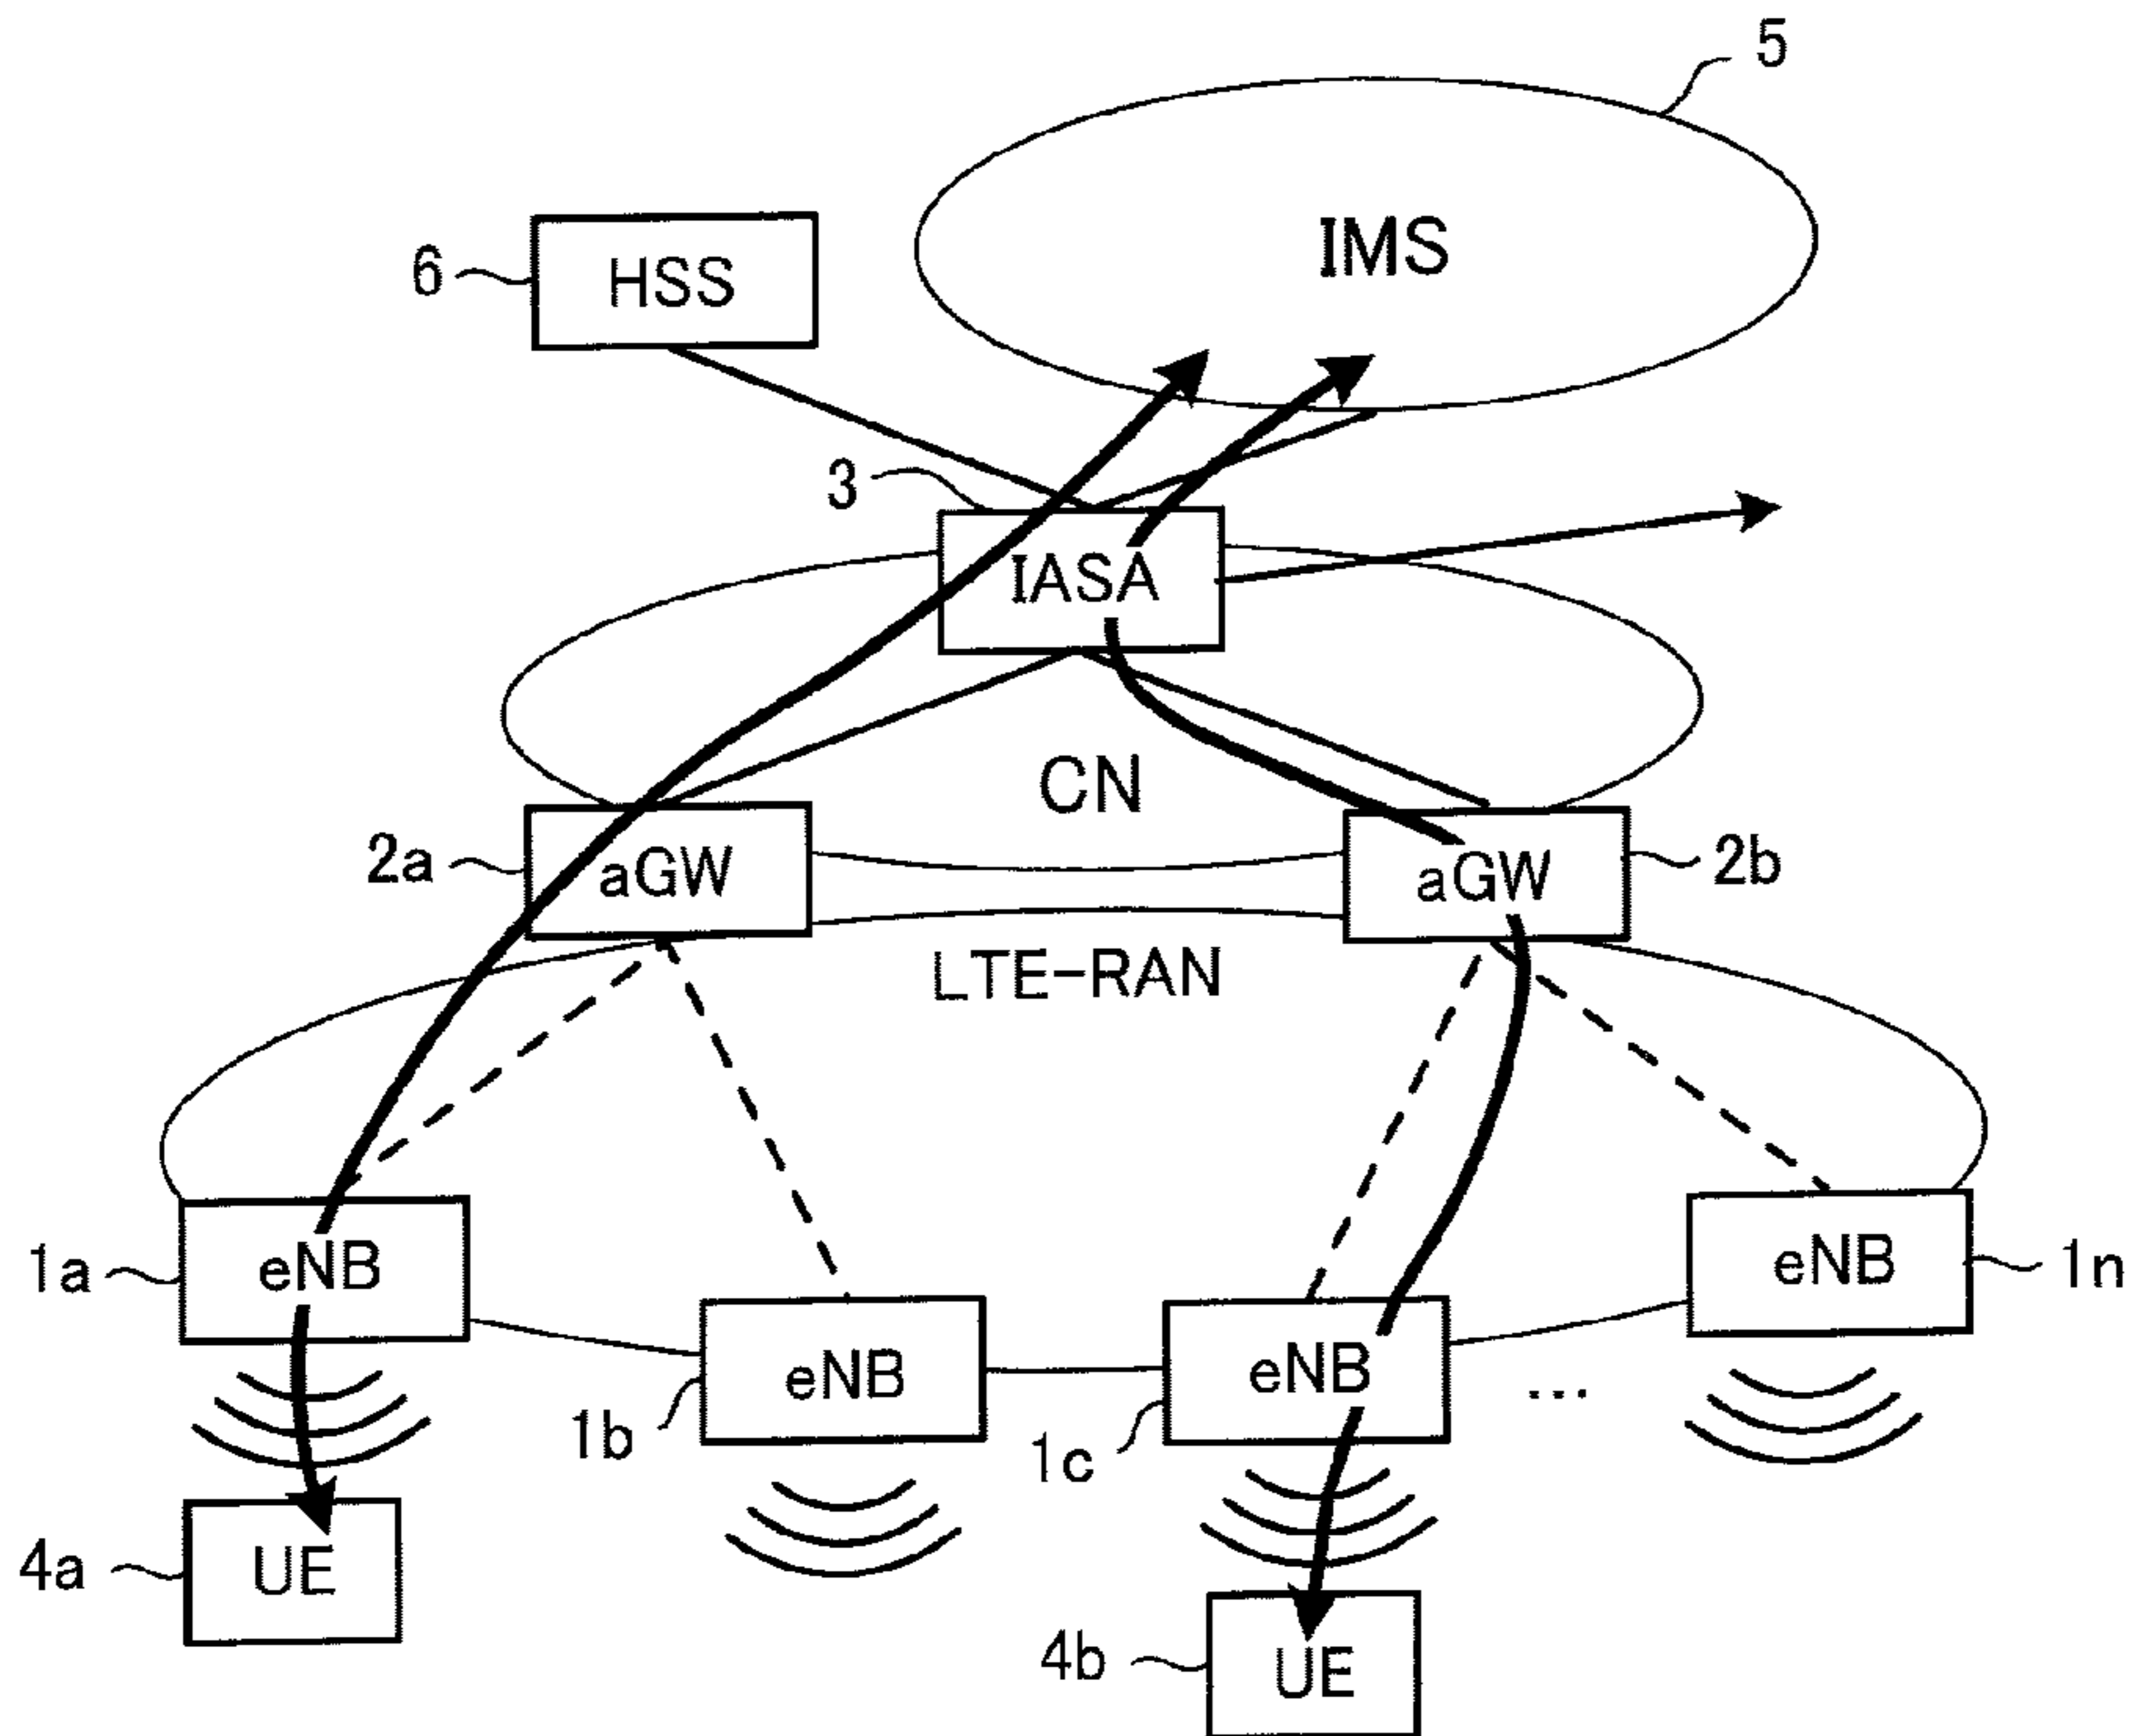 5
IMS
6
HSS
3
IASA
CN
2a
aGW
aGW
2b
LTE-RAN
1a
eNB
eNB
1n
1b
eNB
1c
eNB
...
4a
UE
4b
UE